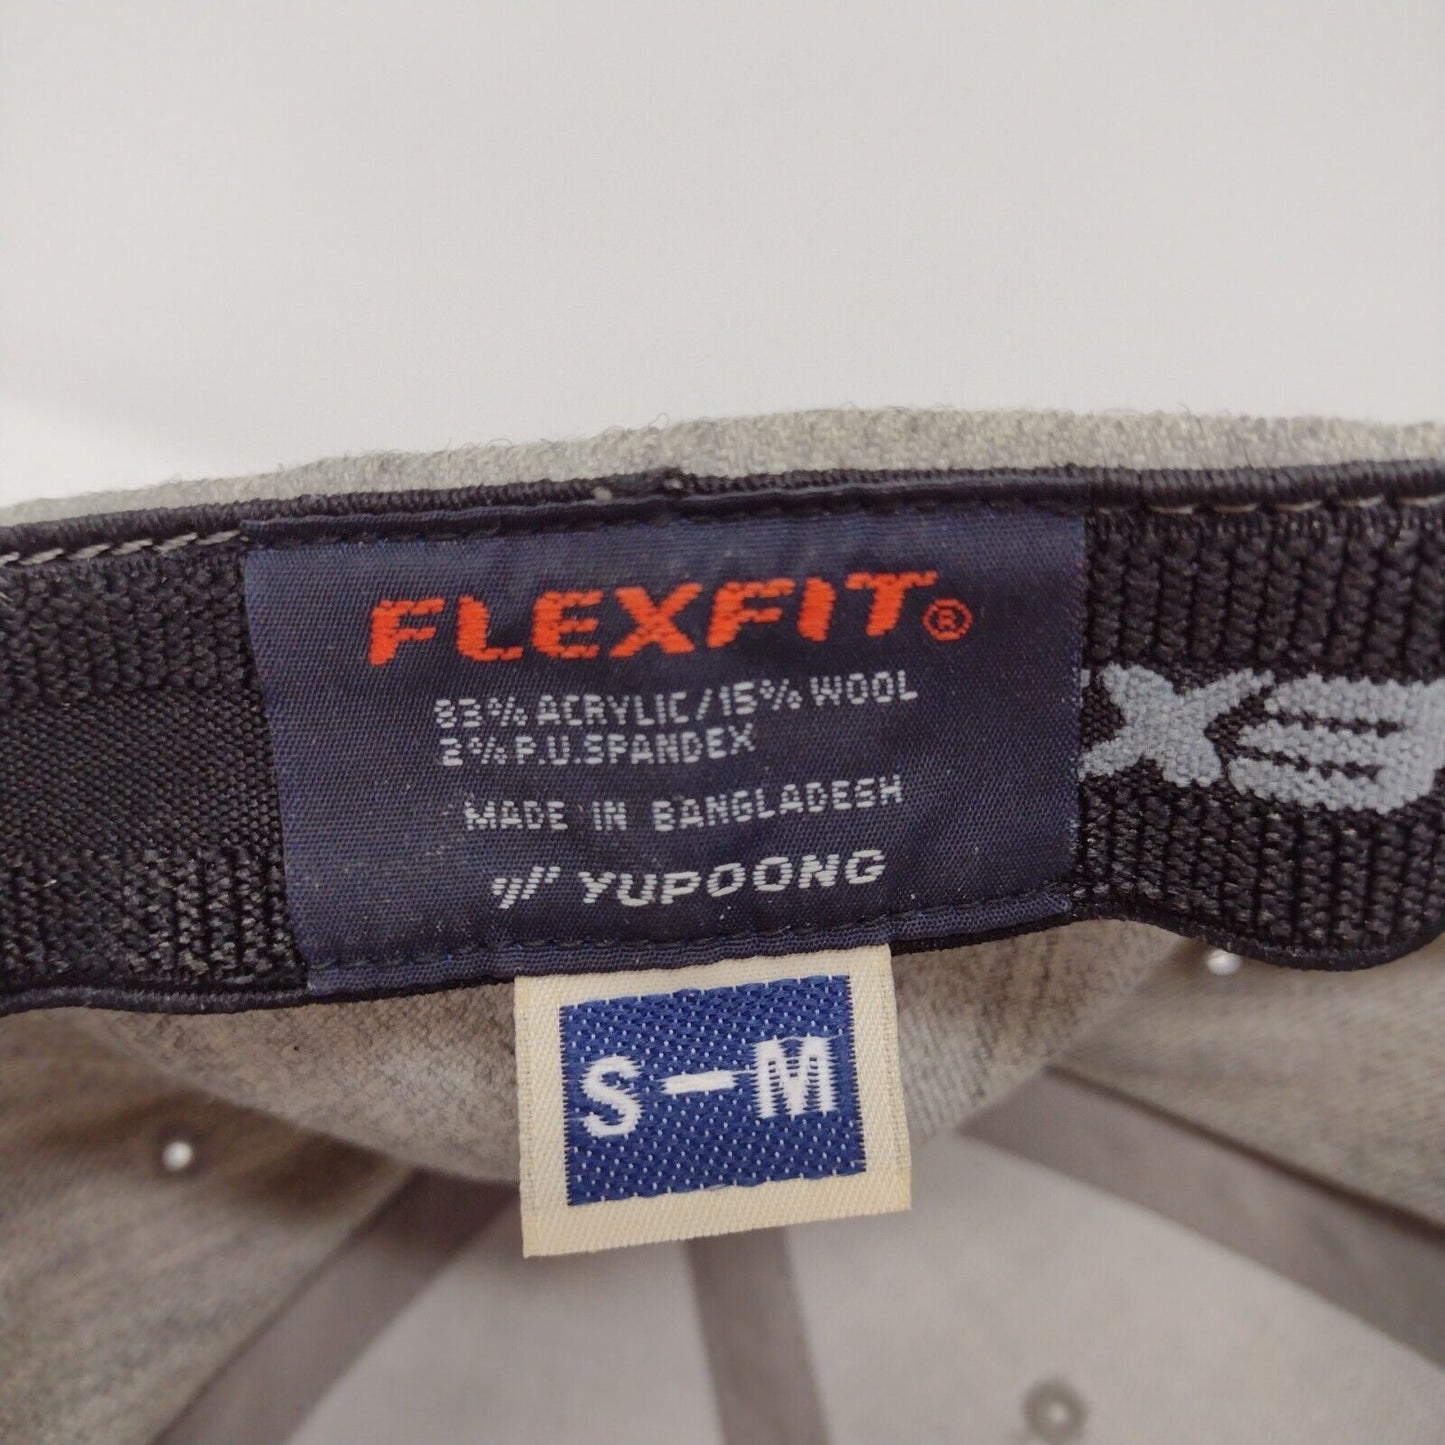 FLEXFIT®
83% ACRYLIC/15% WOOL
2% P.U.SPANDEX
MADE IN BANGLADESH
YUPOONG
S-M